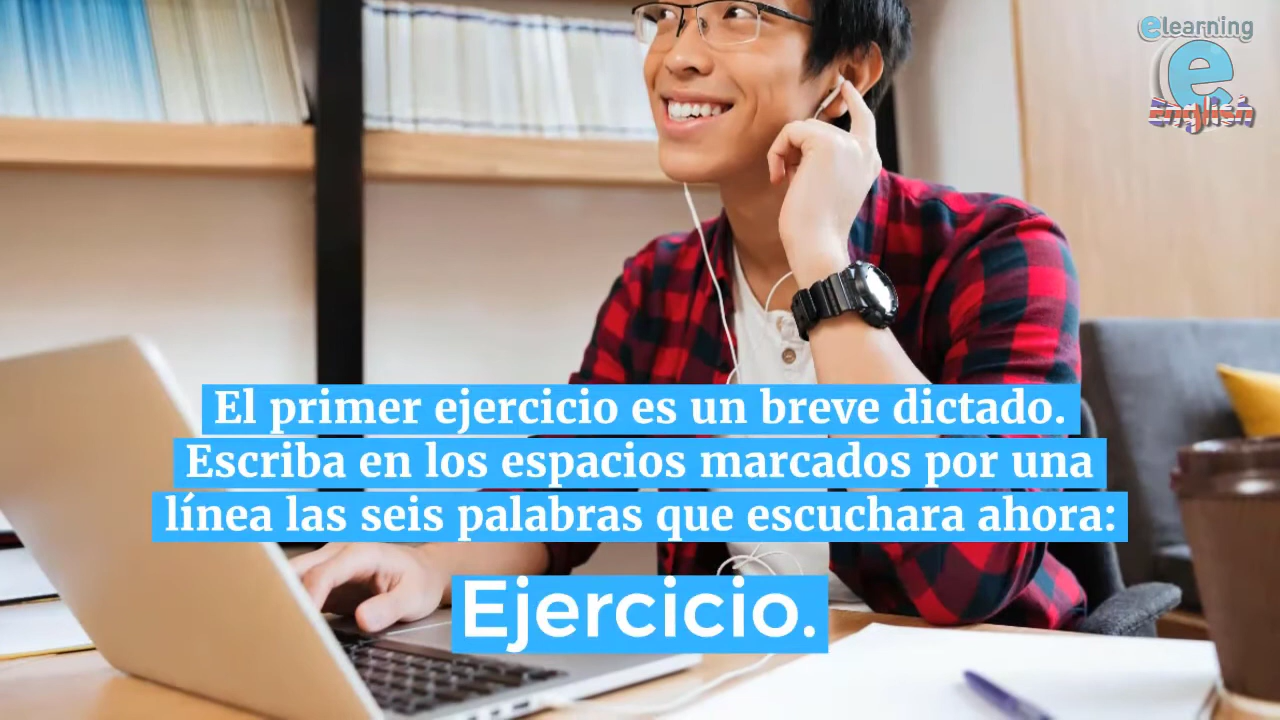 elearning
e
English
El primer ejercicio es un breve dictado.
Escriba en los espacios marcados por una
línea las seis palabras que escuchara ahora:
Ejercicio.